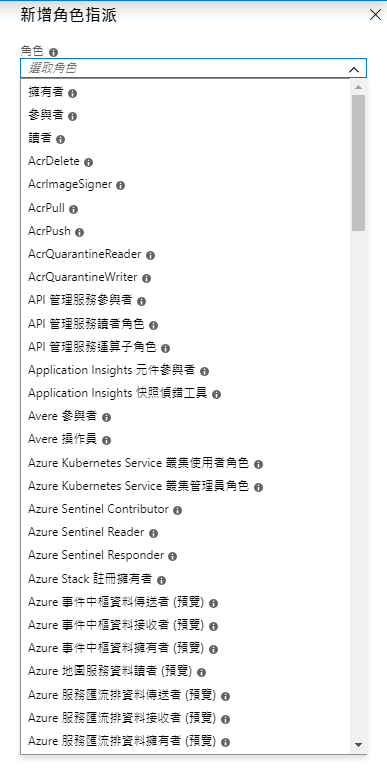 新增角色指派
角色
選取角色
擁有者
參與者
讀者
AcrDelete
AcrImageSigner
AcrPull
AcrPush
AcrQuarantineReader
AcrQuarantineWriter
API 管理服務參與者
API 管理服務讀者角色
API 管理服務運算子角色
Application Insights 元件參與者
Application Insights 快照偵錯工具
Avere 參與者
Avere 操作員
Azure Kubernetes Service 叢集使用者角色
Azure Kubernetes Service 叢集管理員角色
Azure Sentinel Contributor
Azure Sentinel Reader
Azure Sentinel Responder
Azure Stack 註冊擁有者
Azure 事件中樞資料傳送者 (預覽)
Azure 事件中樞資料接收者 (預覽)
Azure 事件中樞資料擁有者 (預覽)
Azure 地圖服務資料讀者 (預覽)
Azure 服務匯流排資料傳送者 (預覽)
Azure 服務匯流排資料接收者 (預覽)
Azure 服務匯流排資料擁有者 (預覽)